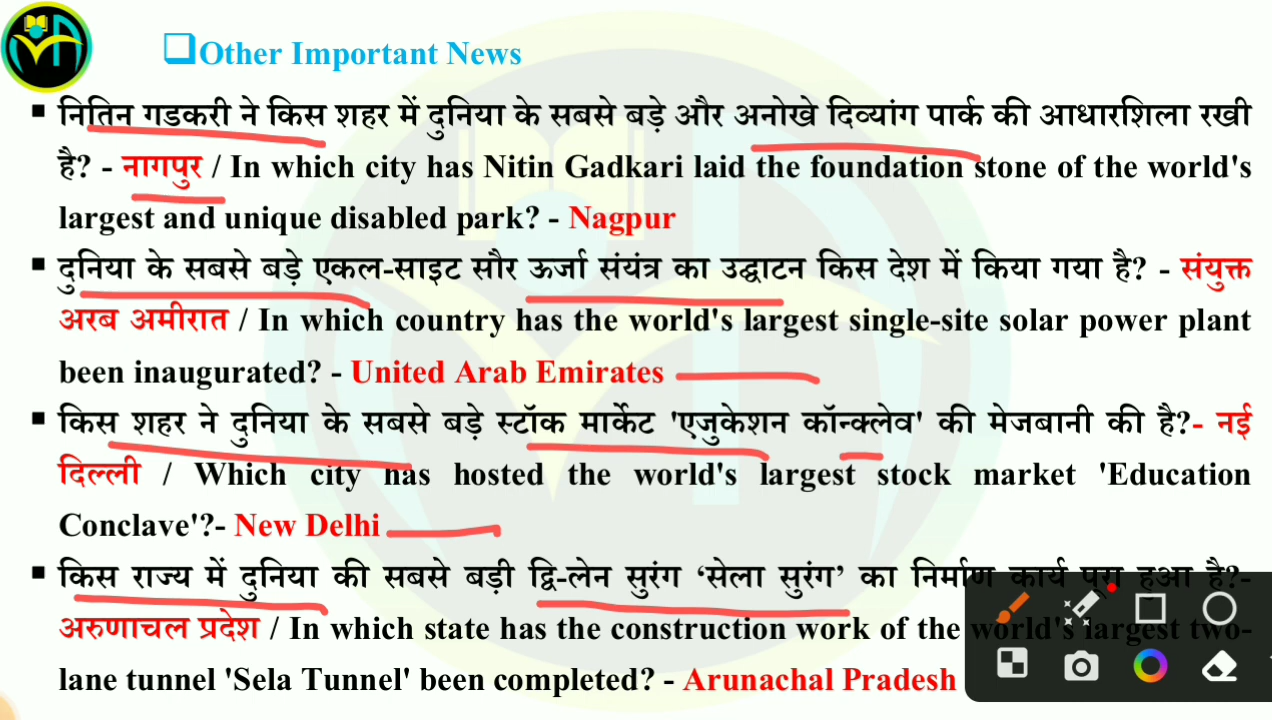 Other Important News
नितिन गडकरी ने किस शहर में दुनिया के सबसे बड़े और अनोखे दिव्यांग पार्क की आधारशिला रखी
है? - नागपुर / In which city has Nitin Gadkari laid the foundation stone of the world's
largest and unique disabled park? - Nagpur
दुनिया के सबसे बड़े एकल-साइट सौर ऊर्जा संयंत्र का उद्घाटन किस देश में किया गया है? - संयुक्त
अरब अमीरात / In which country has the world's largest single-site solar power plant
been inaugurated? - United Arab Emirates
किस शहर ने दुनिया के सबसे बड़े स्टॉक मार्केट 'एजुकेशन कॉन्क्लेव' की मेजबानी की है?- नई
दिल्ली / Which city has hosted the world's largest stock market 'Education
Conclave'?- New Delhi
किस राज्य में दुनिया की सबसे बड़ी द्वि-लेन सुरंग ‘सेला सुरंग’ का निर्माण कार्य पूरा हुआ है?-
अरुणाचल प्रदेश / In which state has the construction work of the world's largest two-
lane tunnel 'Sela Tunnel' been completed? - Arunachal Pradesh